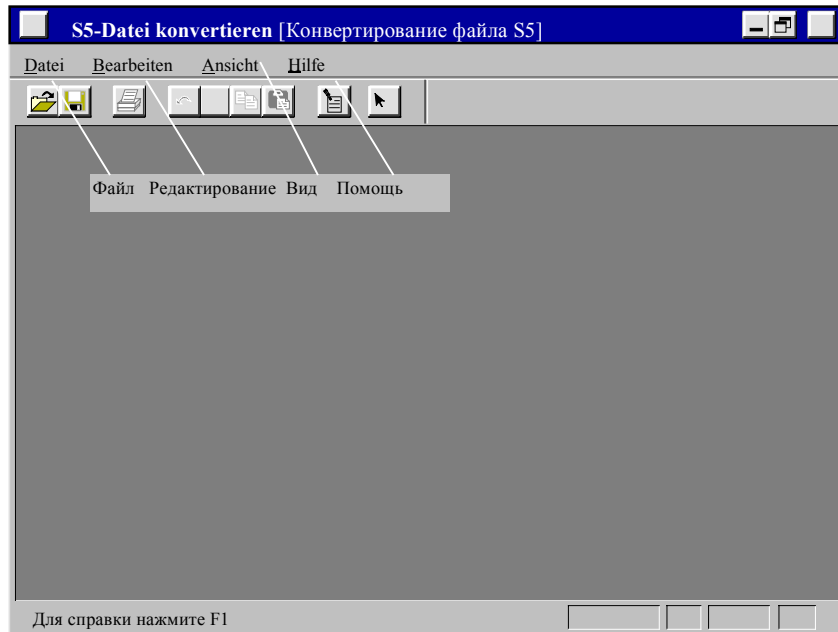 S5-Datei konvertieren [Конвертирование файла S5]
Datei Bearbeiten Ansicht Hilfe
Файл Редактирование Вид Помощь
Для справки нажмите F1